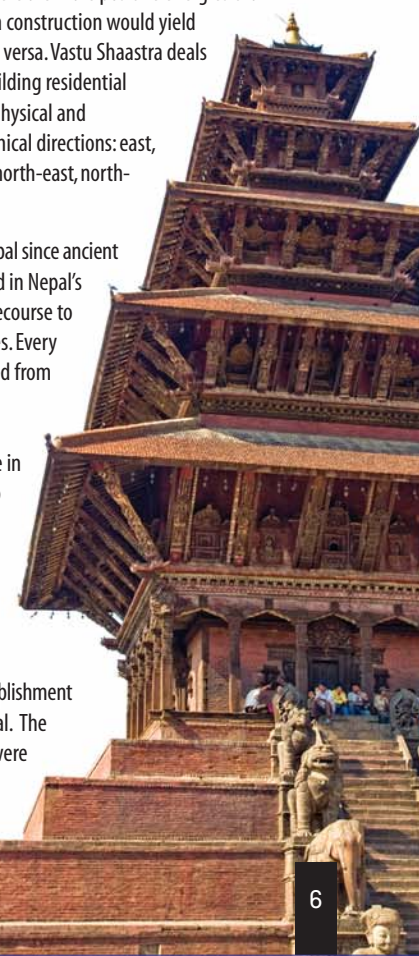 a construction would yield
versa. Vastu Shaastra deals
ilding residential
hysical and
nical directions: east,
north-east, north-
pal since ancient
d in Nepal's
ecourse to
es. Every
d from
e in
blishment
al. The
were
6